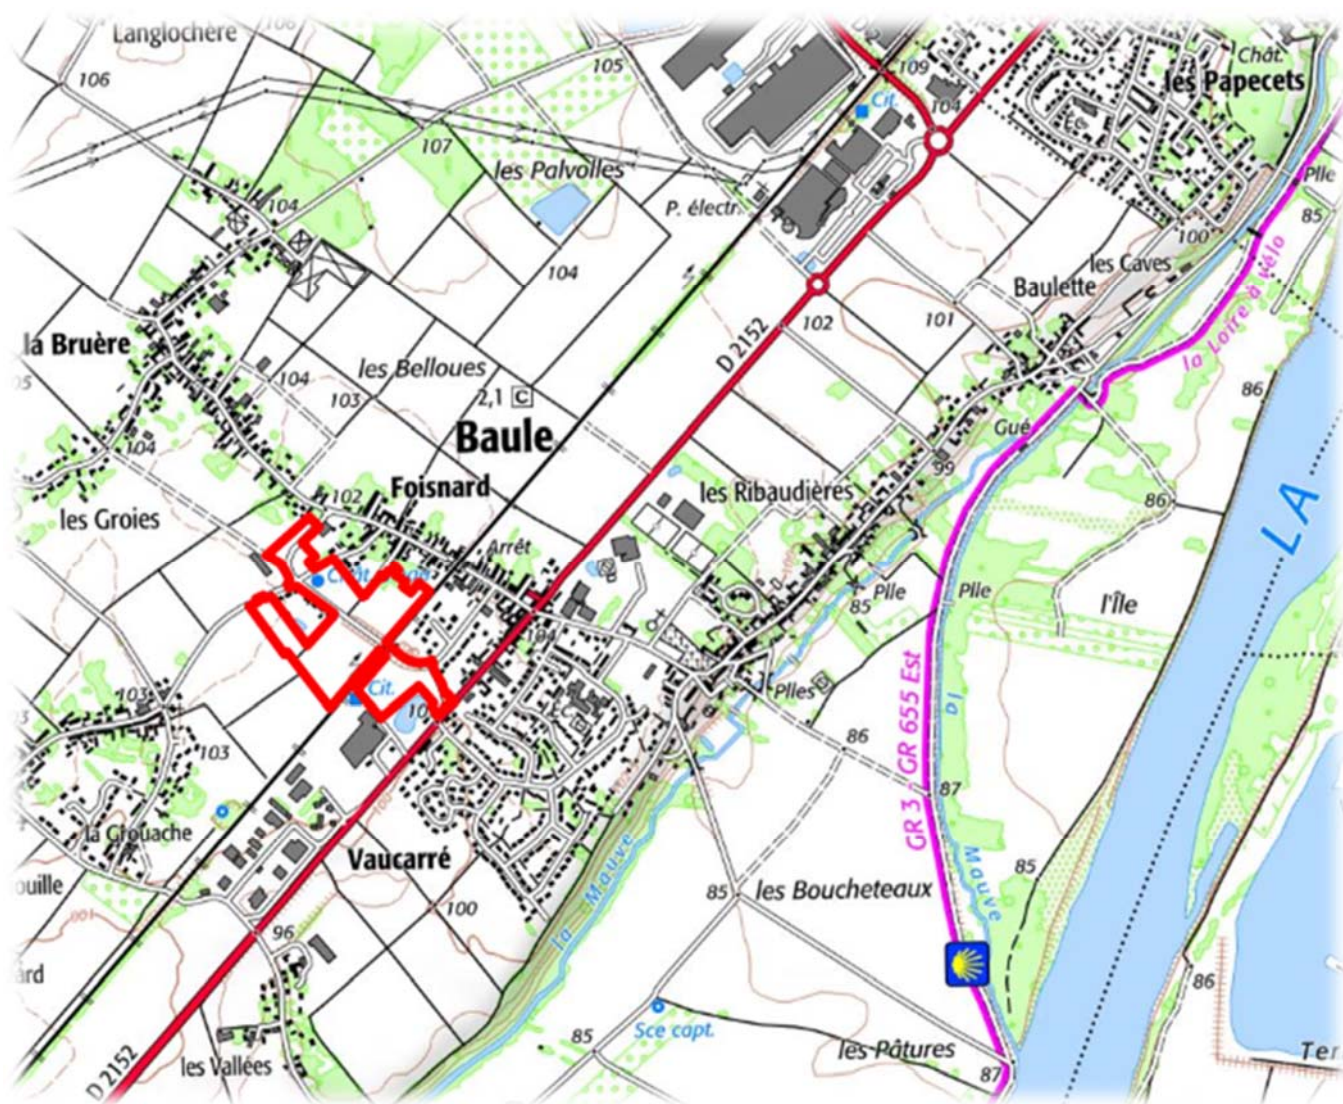 Langlochère
106
106
105
109
Chât.
les Papecets
Cit.
104
107
les Palvolles
Plle
P. électr.
104
85
100
les Caves
104
Baulette
la Loire à vélo
101
102
D 2152
la Bruère
les Belloues
104
103
2,1 C
86
Baule
104
Gué
99
Foisnard
102
les Ribaudières
86
LA
les Groies
Arrêt
85
Plle
Plle
l'Île
104
GR 3 - GR 655 Est
103
Cit.
Plles
103
86
87
la Grouache
Vaucarré
la Mauve
Mauve
85
85
les Boucheteaux
100
96
86
Sce capt.
85
les Pâtures
D 2152
les Vallées
87